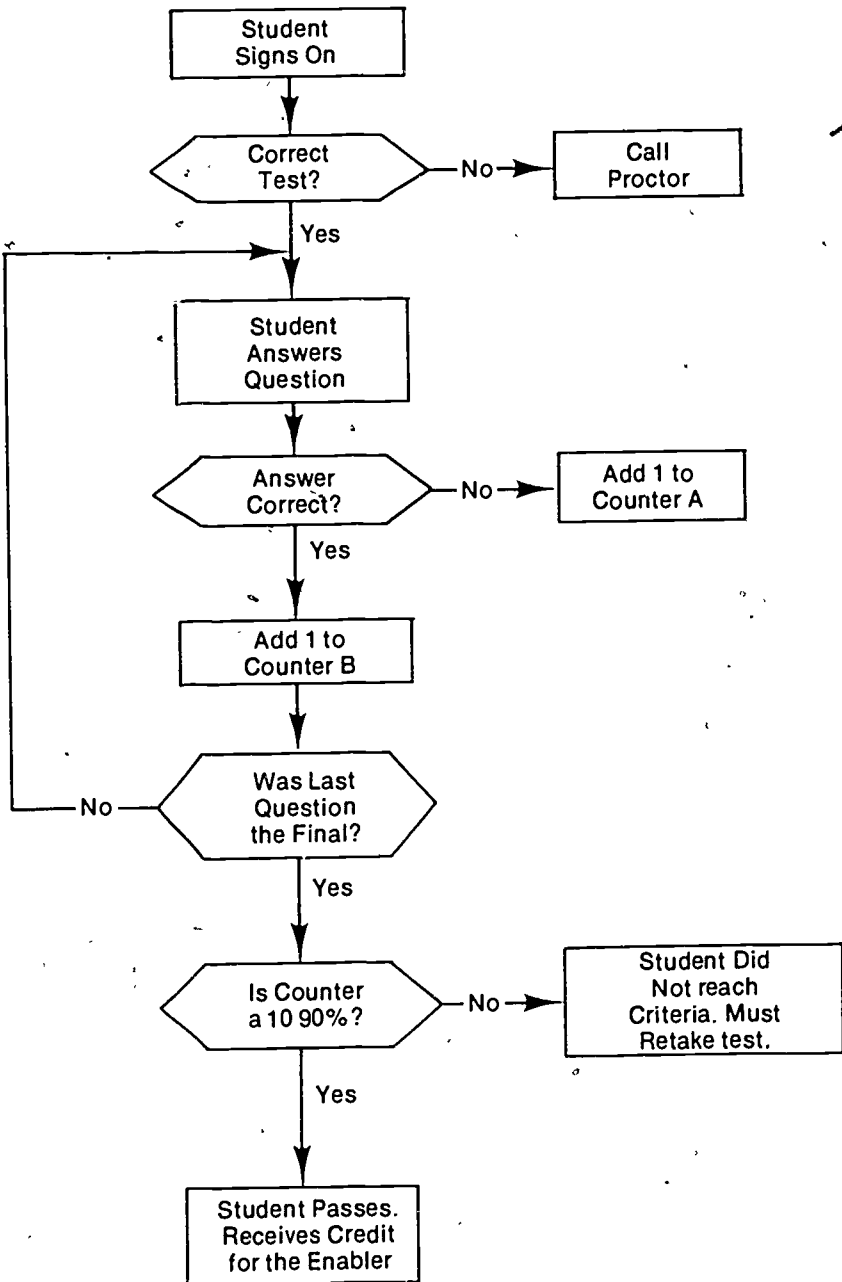 Student
Signs On
Correct
Test?
No
Call
Proctor
Yes
Student
Answers
Question
Answer
Correct?
No
Add 1 to
Counter A
Yes
Add 1 to
Counter B
Was Last
Question
the Final?
No
Yes
Is Counter
a 10 90%?
No
Student Did
Not reach
Criteria. Must
Retake test.
Yes
Student Passes.
Receives Credit
for the Enabler